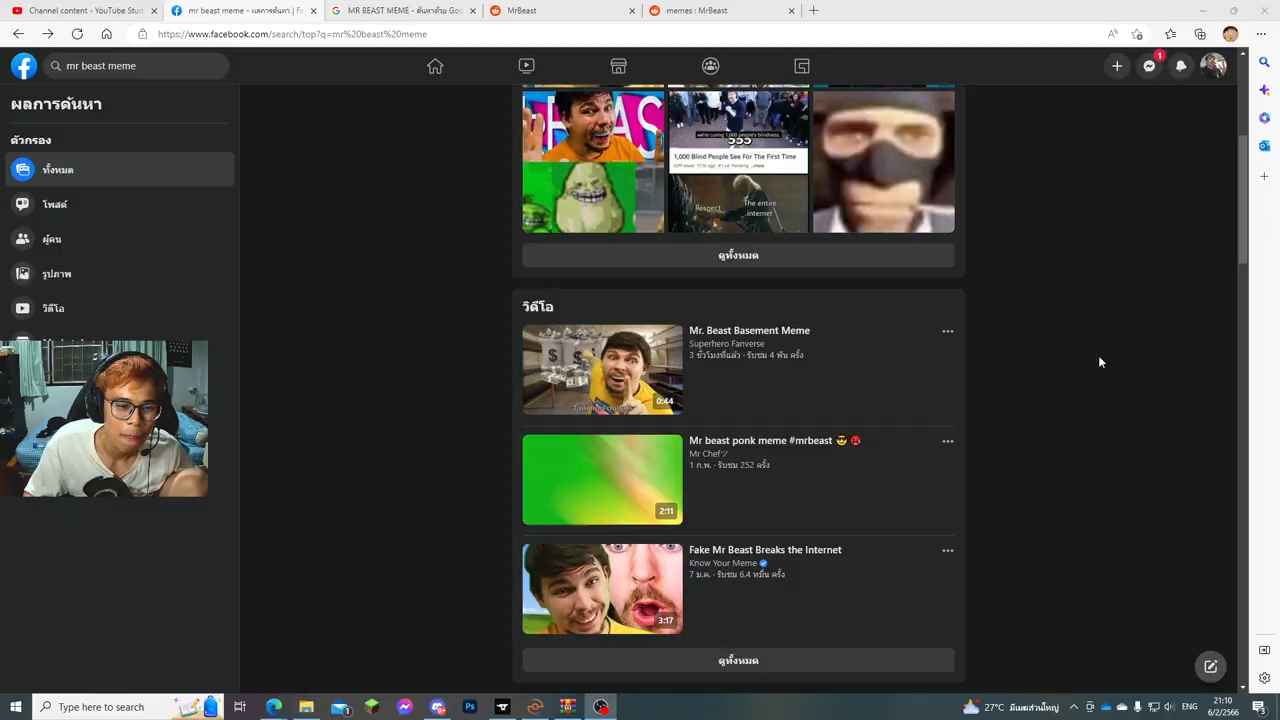 Channel content - YouTube Stu
mr beast meme - ผลการค้นหา | Fa
MR BEAST MEME - ค้นหาด้วย Goo
MrBeast
memes : MrBeast
https://www.facebook.com/search/top?q=mr%20beast%20meme
mr beast meme
1
ผลการค้นหา
ตัวกรอง
ทั้งหมด
โพสต์
ผู้คน
รูปภาพ
วิดีโอ
we're curing 1,000 people's blindness.
1,000 Blind People See For The First Time
Respect
The entire
internet
ดูทั้งหมด
วิดีโอ
Mr. Beast Basement Meme
Superhero Fanverse
3 ชั่วโมงที่แล้ว · รับชม 4 พัน ครั้ง
0:44
Mr beast ponk meme #mrbeast
Mr Chefツ
1 ก.พ. · รับชม 252 ครั้ง
2:11
Fake Mr Beast Breaks the Internet
Know Your Meme
7 ม.ค. · รับชม 6.4 หมื่น ครั้ง
3:17
ดูทั้งหมด
Type here to search
27°C มีเมฆส่วนใหญ่
ENG
21:10
6/2/2566